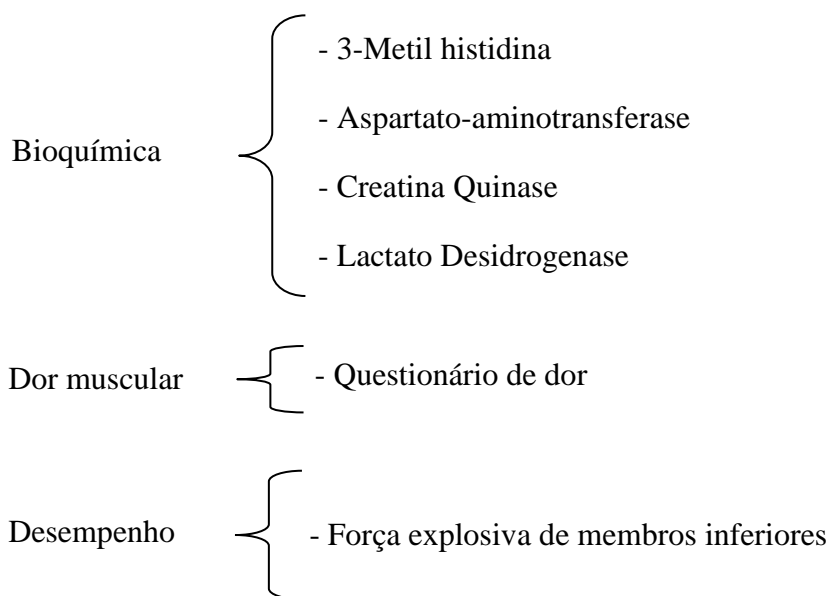 - 3-Metil histidina
- Aspartato-aminotransferase
Bioquímica
- Creatina Quinase
- Lactato Desidrogenase
Dor muscular
- Questionário de dor
Desempenho
- Força explosiva de membros inferiores